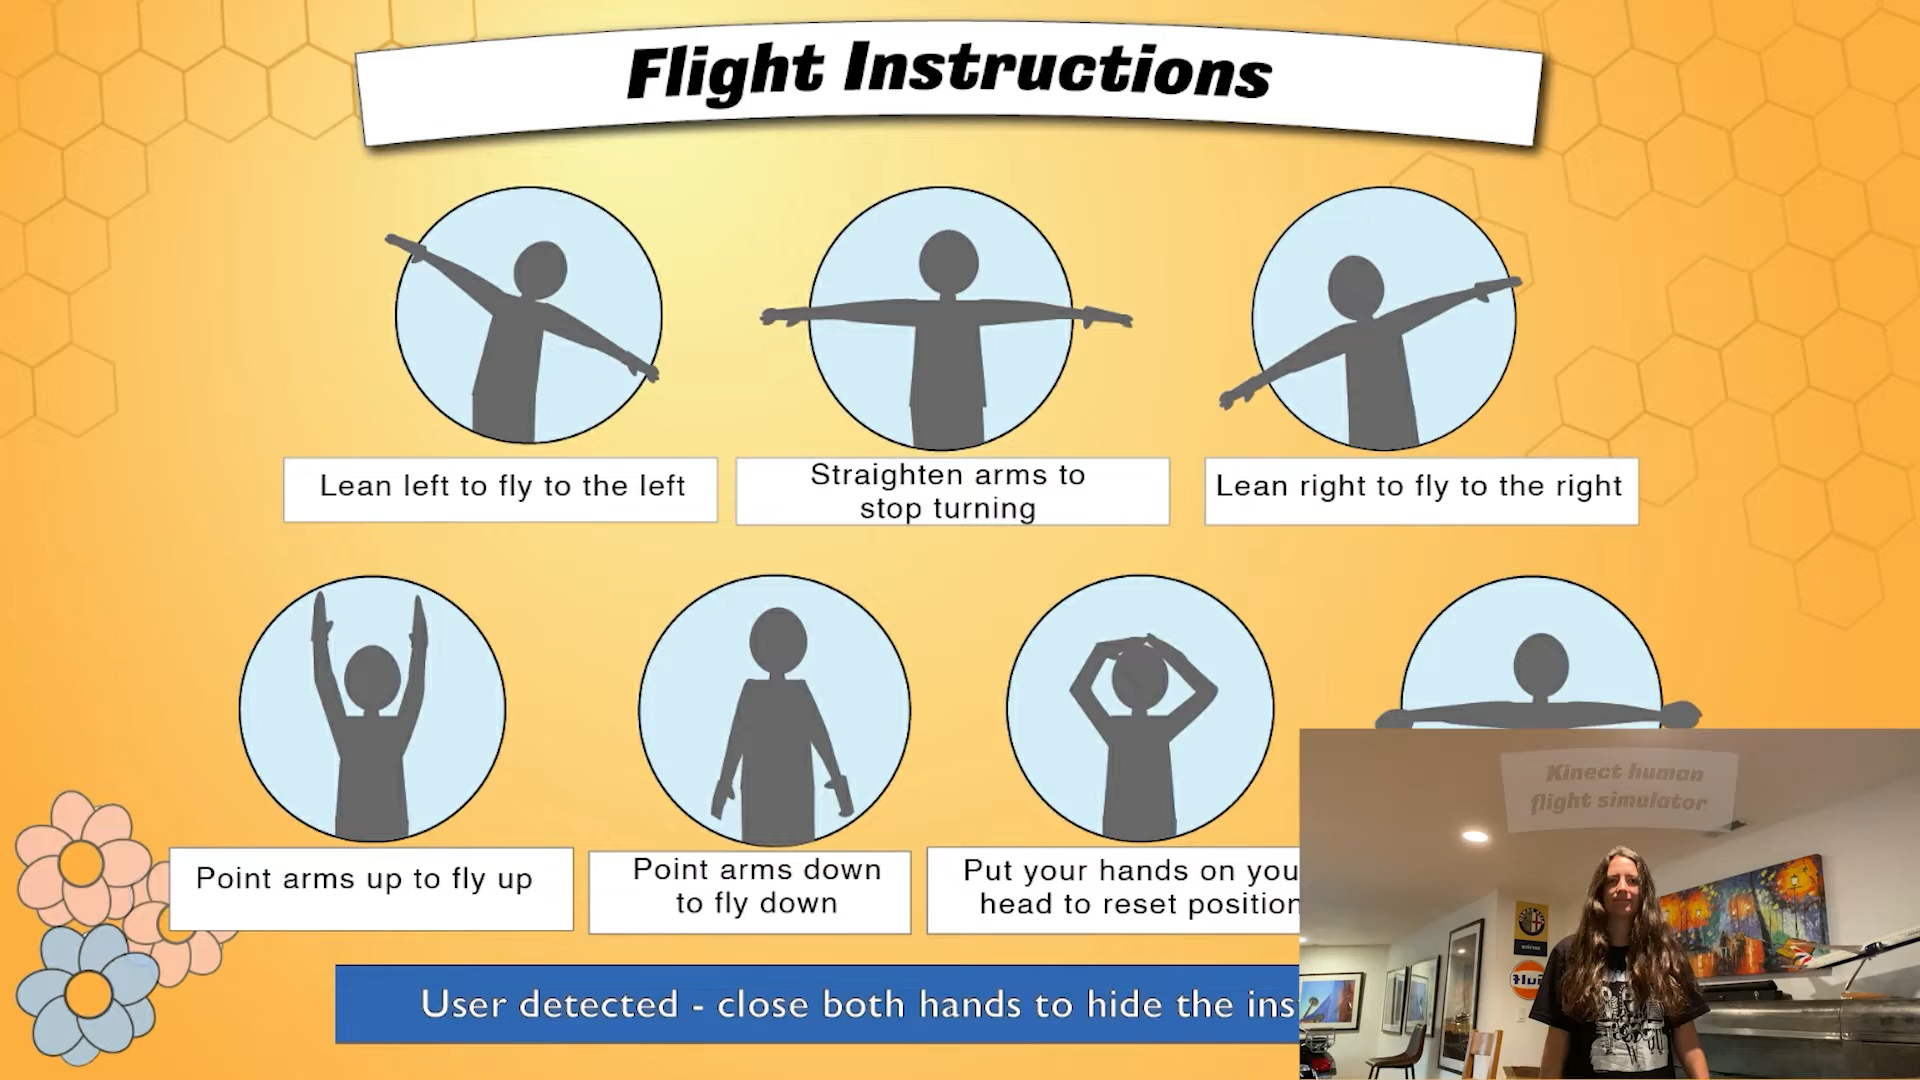 Flight Instructions
Lean left to fly to the left
Straighten arms to
stop turning
Lean right to fly to the right
Point arms up to fly up
Point arms down
to fly down
Put your hands on you
head to reset position
User detected - close both hands to hide the ins
Kinect human
flight simulator